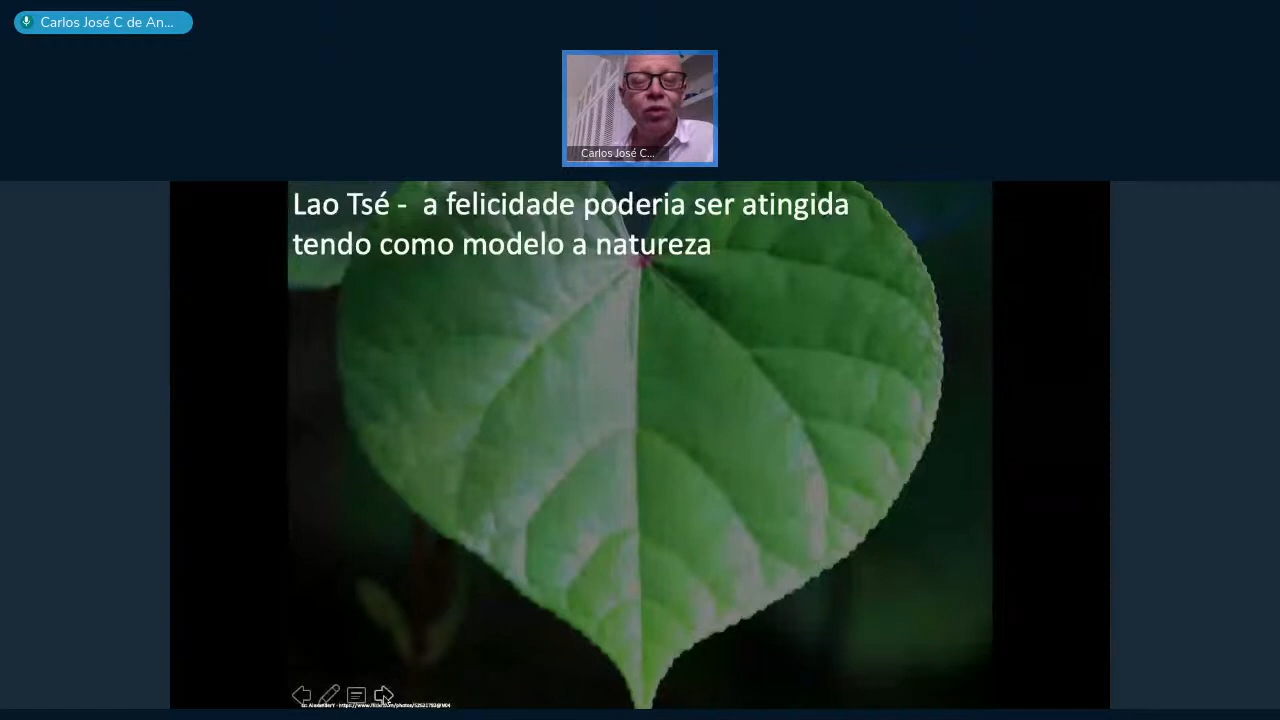 Carlos José C de An...
Carlos José C...
Lao Tsé - a felicidade poderia ser atingida
tendo como modelo a natureza